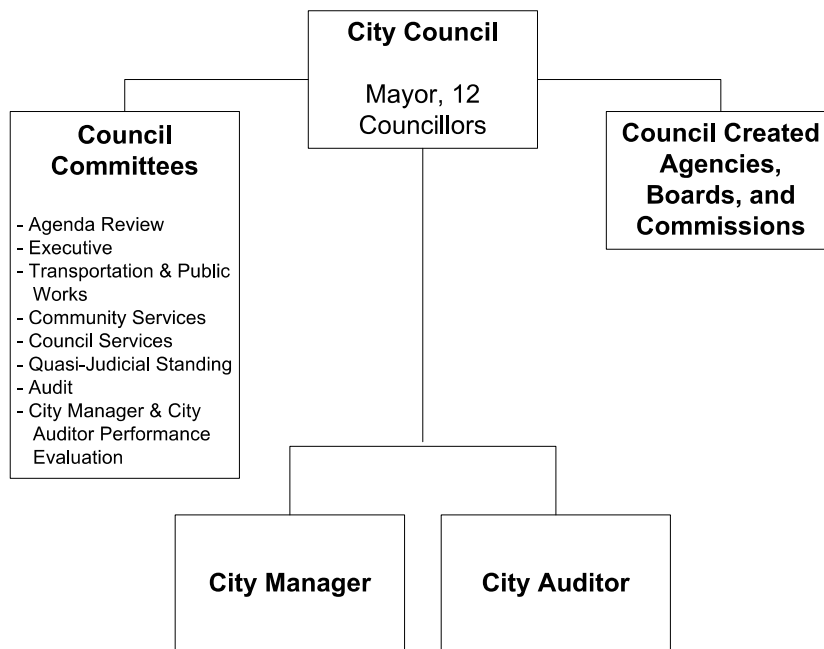 City Council
Mayor, 12
Councillors
Council
Committees
- Agenda Review
- Executive
- Transportation & Public
Works
- Community Services
- Council Services
- Quasi-Judicial Standing
- Audit
- City Manager & City
Auditor Performance
Evaluation
Council Created
Agencies,
Boards, and
Commissions
City Manager
City Auditor